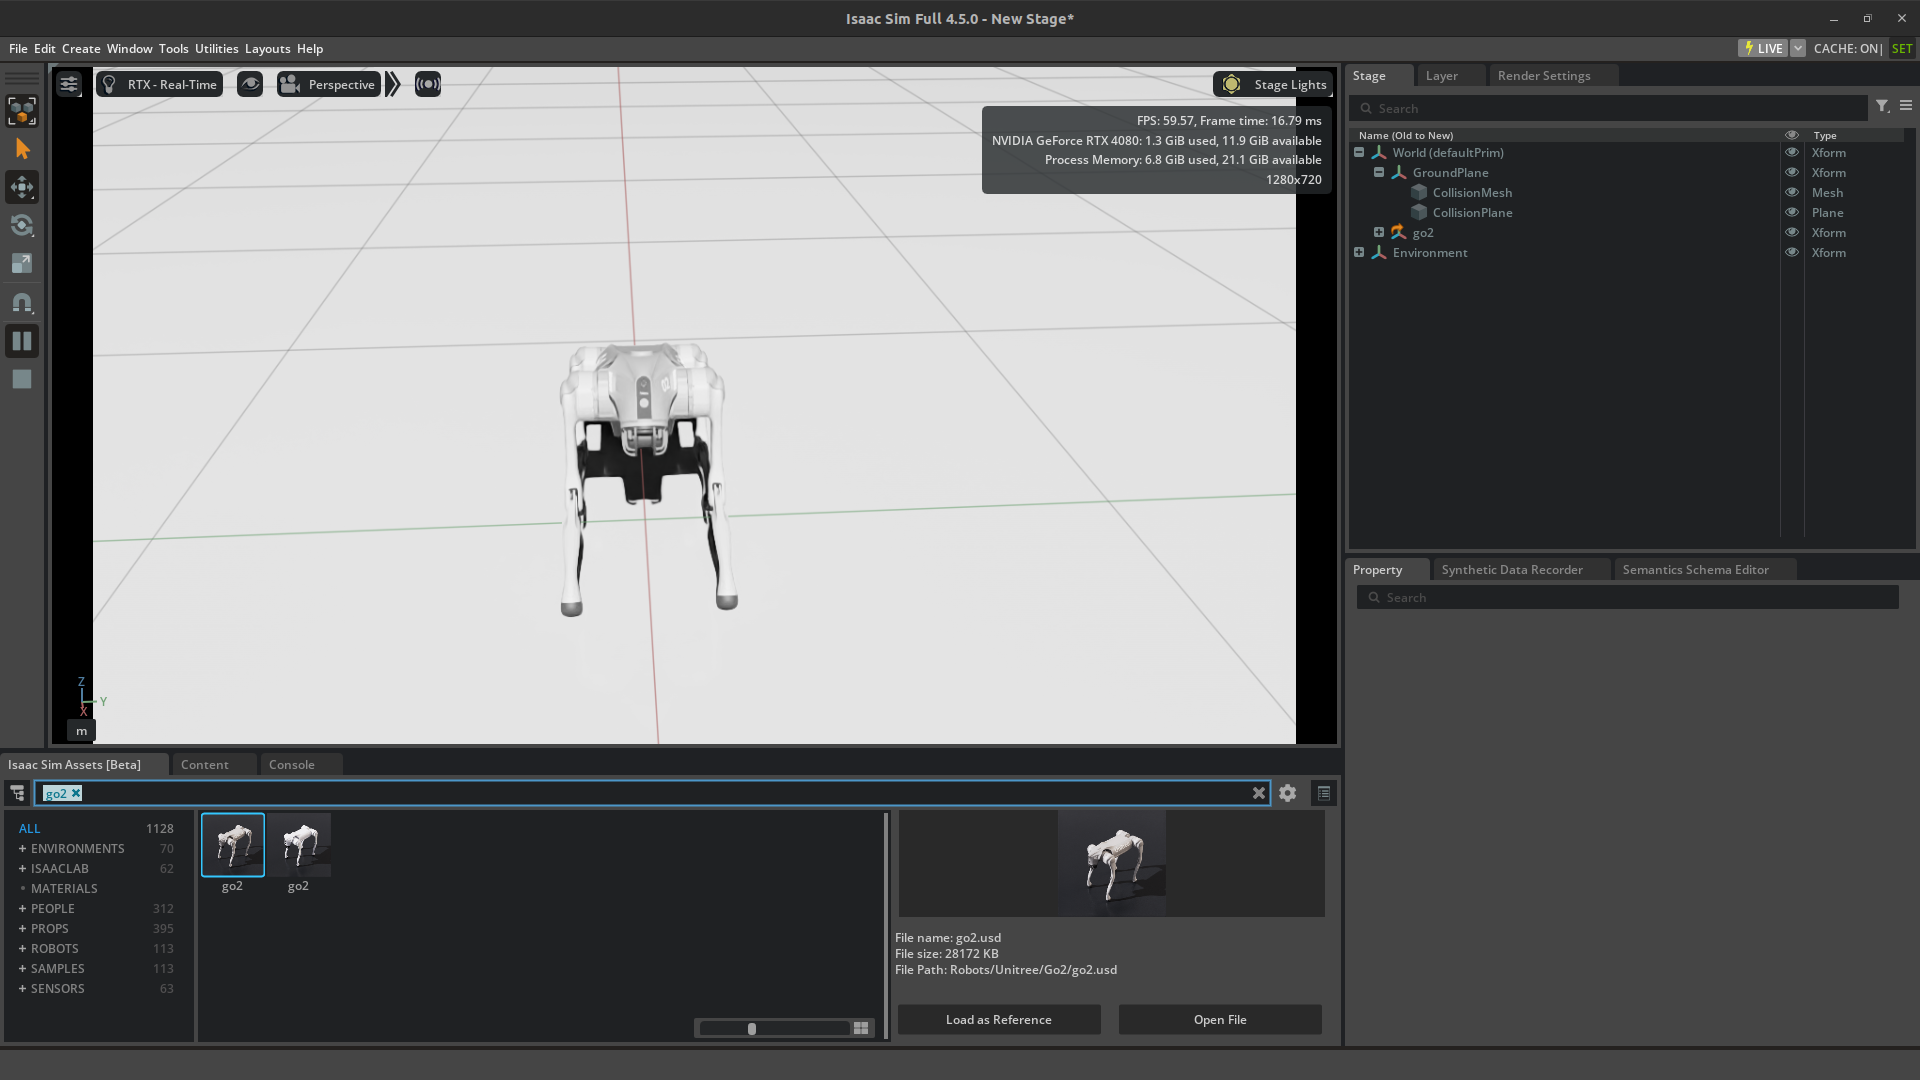 Isaac Sim Full 4.5.0 - New Stage*
File Edit Create Window Tools Utilities Layouts Help
LIVE CACHE: ON| SET
RTX - Real-Time
Perspective
Stage Lights
FPS: 59.57, Frame time: 16.79 ms
NVIDIA GeForce RTX 4080: 1.3 GiB used, 11.9 GiB available
Process Memory: 6.8 GiB used, 21.1 GiB available
1280x720
Z
Y
X
m
Stage Layer Render Settings
Search
Name (Old to New) Type
World (defaultPrim) Xform
GroundPlane Xform
CollisionMesh Mesh
CollisionPlane Plane
go2 Xform
Environment Xform
Property Synthetic Data Recorder Semantics Schema Editor
Search
Isaac Sim Assets [Beta] Content Console
go2
ALL 1128
+ ENVIRONMENTS 70
+ ISAACLAB 62
• MATERIALS
+ PEOPLE 312
+ PROPS 395
+ ROBOTS 113
+ SAMPLES 113
+ SENSORS 63
go2 go2
File name: go2.usd
File size: 28172 KB
File Path: Robots/Unitree/Go2/go2.usd
Load as Reference Open File